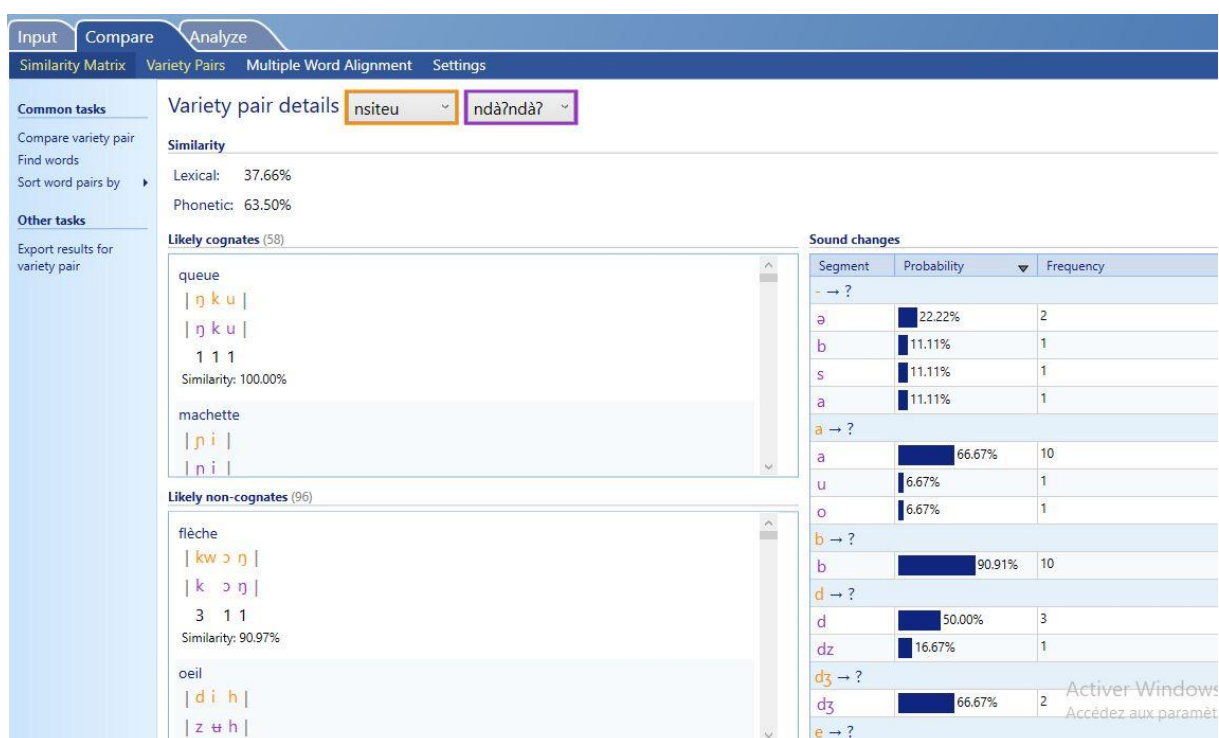 Input Compare Analyze
Similarity Matrix Variety Pairs Multiple Word Alignment Settings
Common tasks
Compare variety pair
Find words
Sort word pairs by
Other tasks
Export results for
variety pair
Variety pair details nsiteu ndà?ndà?
Similarity
Lexical: 37.66%
Phonetic: 63.50%
Likely cognates (58)
queue
| ŋ k u |
| ŋ k u |
1 1 1
Similarity: 100.00%
machette
| ɲ i |
| ɲ i |
Likely non-cognates (96)
flèche
| kw ɔ ŋ |
| k ɔ ŋ |
3 1 1
Similarity: 90.97%
oeil
| d i h |
| z ʉ h |
Sound changes
Segment Probability Frequency
- → ?
ə 22.22% 2
b 11.11% 1
s 11.11% 1
a 11.11% 1
a → ?
a 66.67% 10
u 6.67% 1
o 6.67% 1
b → ?
b 90.91% 10
d → ?
d 50.00% 3
dz 16.67% 1
dʒ → ?
dʒ 66.67% 2
e → ?
Activer Windows
Accédez aux paramèt